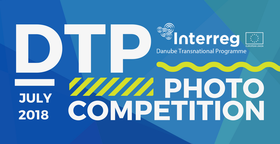 DTP
Interreg
Danube Transnational Programme
JULY
2018
PHOTO
COMPETITION